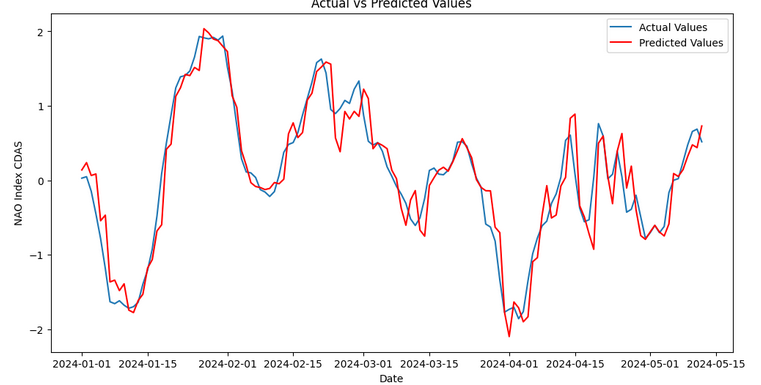 Actual vs Predicted Values
Actual Values
Predicted Values
2
1
0
−1
−2
NAO Index CDAS
2024-01-01 2024-01-15 2024-02-01 2024-02-15 2024-03-01 2024-03-15 2024-04-01 2024-04-15 2024-05-01 2024-05-15
Date